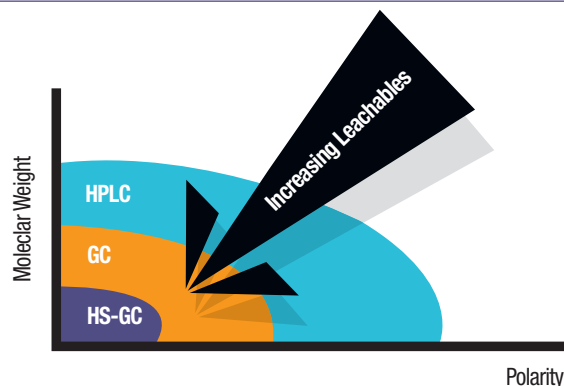 Moleclar Weight
HPLC
GC
HS-GC
Increasing Leachables
Polarity